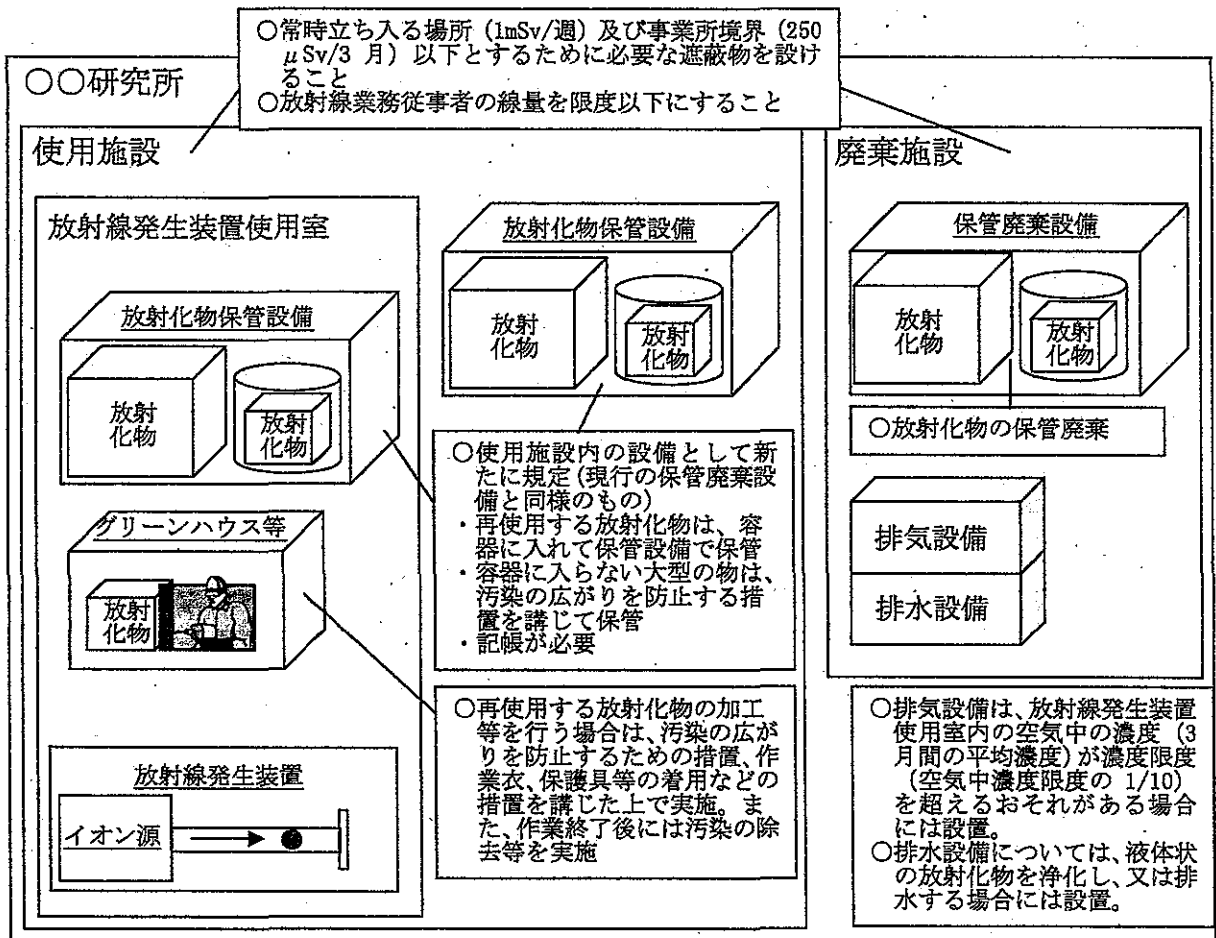 ○常時立ち入る場所（1mSv/週）及び事業所境界（250
μSv/3 月）以下とするために必要な遮蔽物を設け
ること
○放射線業務従事者の線量を限度以下にすること
○○研究所
使用施設
放射線発生装置使用室
放射化物保管設備
放射
化物
放射
化物
グリーンハウス等
放射
化物
放射線発生装置
イオン源
放射化物保管設備
放射
化物
放射
化物
○使用施設内の設備として新
たに規定（現行の保管廃棄設
備と同様のもの）
・再使用する放射化物は、容
器に入れて保管設備で保管
・容器に入らない大型の物は、
汚染の広がりを防止する措
置を講じて保管
・記帳が必要
○再使用する放射化物の加工
等を行う場合は、汚染の広が
りを防止するための措置、作
業衣、保護具等の着用などの
措置を講じた上で実施。ま
た、作業終了後には汚染の除
去等を実施
廃棄施設
保管廃棄設備
放射
化物
放射
化物
○放射化物の保管廃棄
排気設備
排水設備
○排気設備は、放射線発生装置
使用室内の空気中の濃度（3
月間の平均濃度）が濃度限度
（空気中濃度限度の 1/10）
を超えるおそれがある場合
には設置。
○排水設備については、液体状
の放射化物を浄化し、又は排
水する場合には設置。